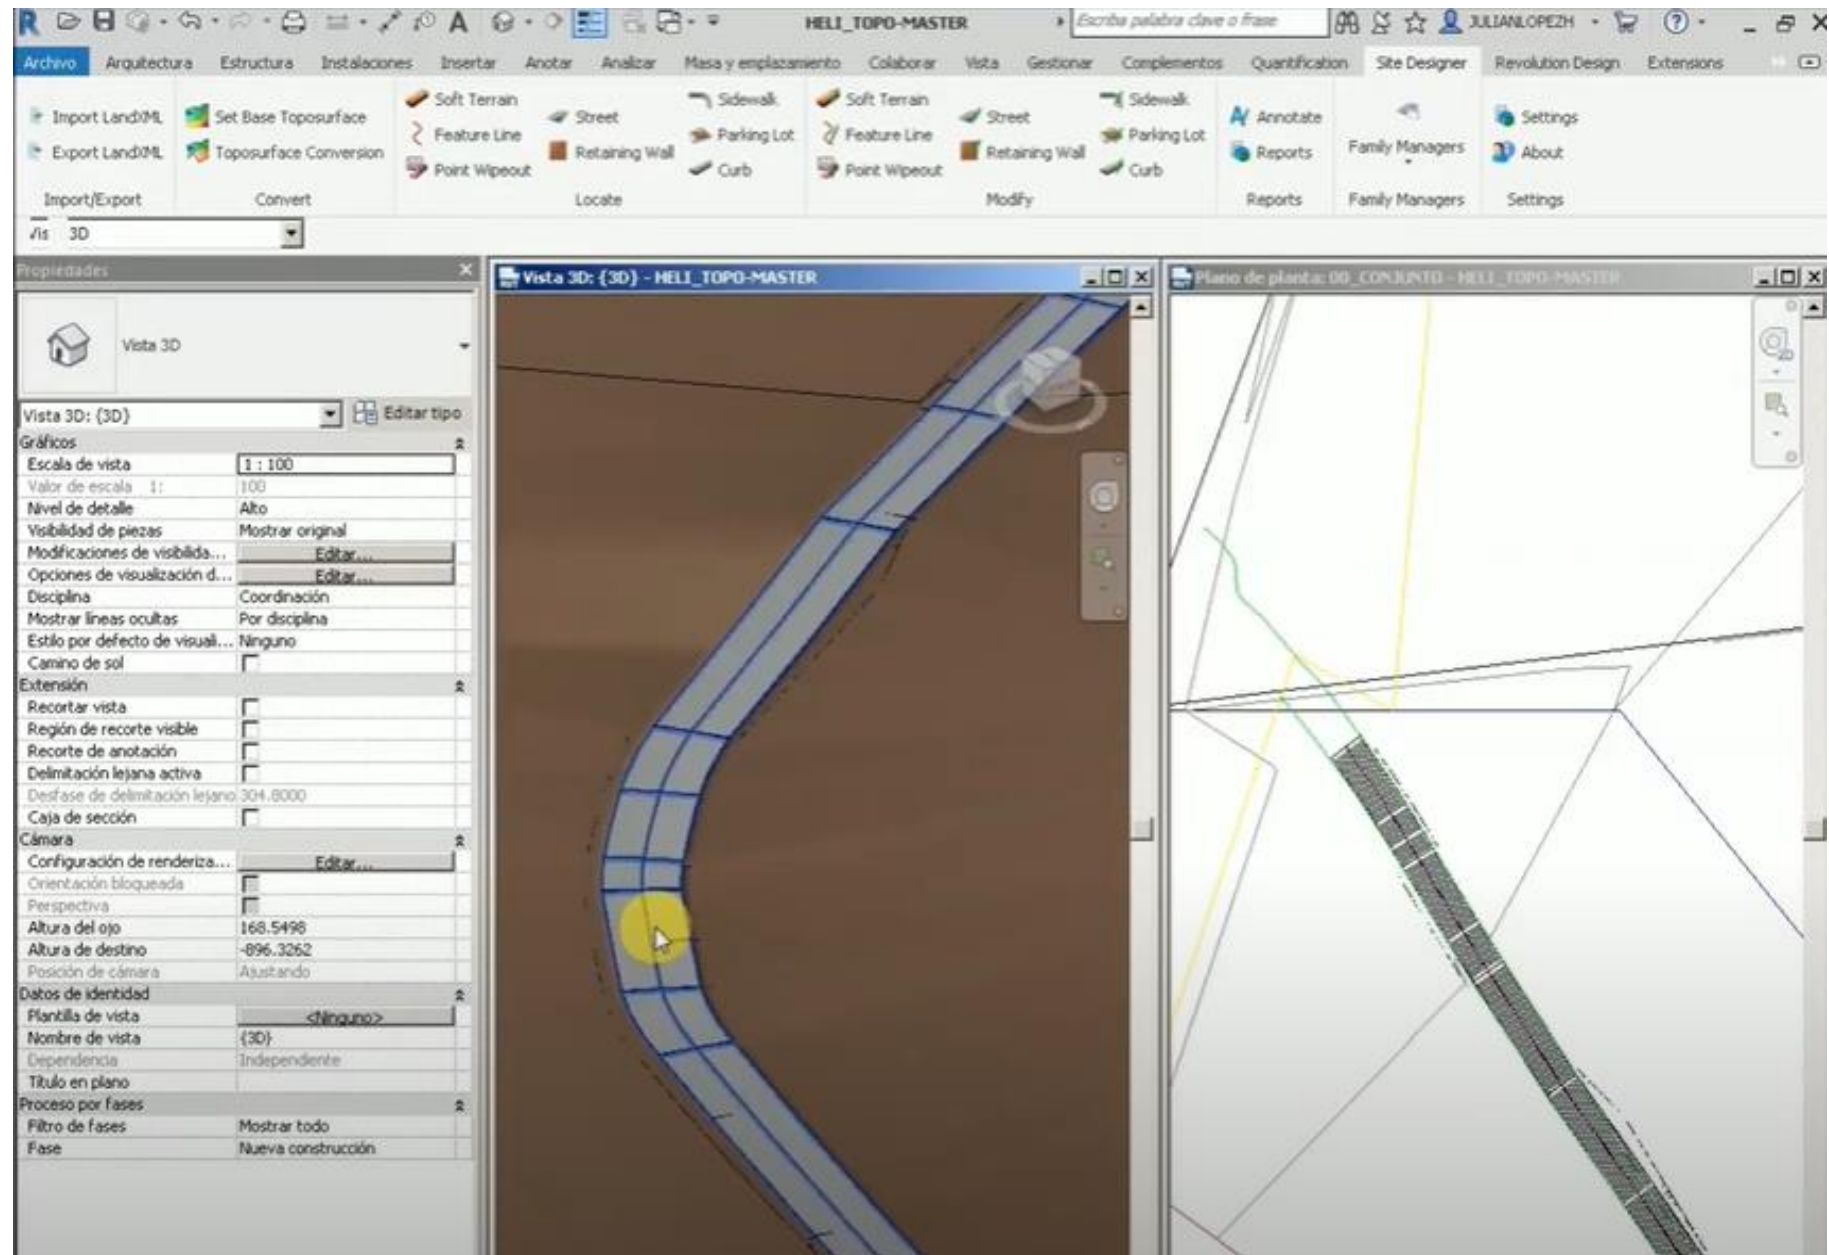 HELI_TOPO-MASTER
Escriba palabra clave o frase
JULIANLOPEZH
Archivo Arquitectura Estructura Instalaciones Insertar Anotar Analizar Masa y emplazamiento Colaborar Vista Gestionar Complementos Quantification Site Designer Revolution Design Extensions
Import LandXML
Export LandXML
Import/Export
Set Base Toposurface
Toposurface Conversion
Convert
Soft Terrain
Feature Line
Point Wipeout
Street
Retaining Wall
Sidewalk
Parking Lot
Curb
Locate
Soft Terrain
Feature Line
Point Wipeout
Street
Retaining Wall
Sidewalk
Parking Lot
Curb
Modify
Annotate
Reports
Reports
Family Managers
Family Managers
Settings
About
Settings
3D
Propiedades
Vista 3D
Vista 3D: {3D}
Editar tipo
Gráficos
Escala de vista 1 : 100
Valor de escala 1: 100
Nivel de detalle Alto
Visibilidad de piezas Mostrar original
Modificaciones de visibilida... Editar...
Opciones de visualización d... Editar...
Disciplina Coordinación
Mostrar líneas ocultas Por disciplina
Estilo por defecto de visuali... Ninguno
Camino de sol
Extensión
Recortar vista
Región de recorte visible
Recorte de anotación
Delimitación lejana activa
Desfase de delimitación lejano 304.8000
Caja de sección
Cámara
Configuración de renderiza... Editar...
Orientación bloqueada
Perspectiva
Altura del ojo 168.5498
Altura de destino -896.3262
Posición de cámara Ajustando
Datos de identidad
Plantilla de vista <Ninguno>
Nombre de vista {3D}
Dependencia Independiente
Título en plano
Proceso por fases
Filtro de fases Mostrar todo
Fase Nueva construcción
Vista 3D: {3D} - HELI_TOPO-MASTER
Plano de planta: 00_CONJUNTO - HELI_TOPO-MASTER
2D